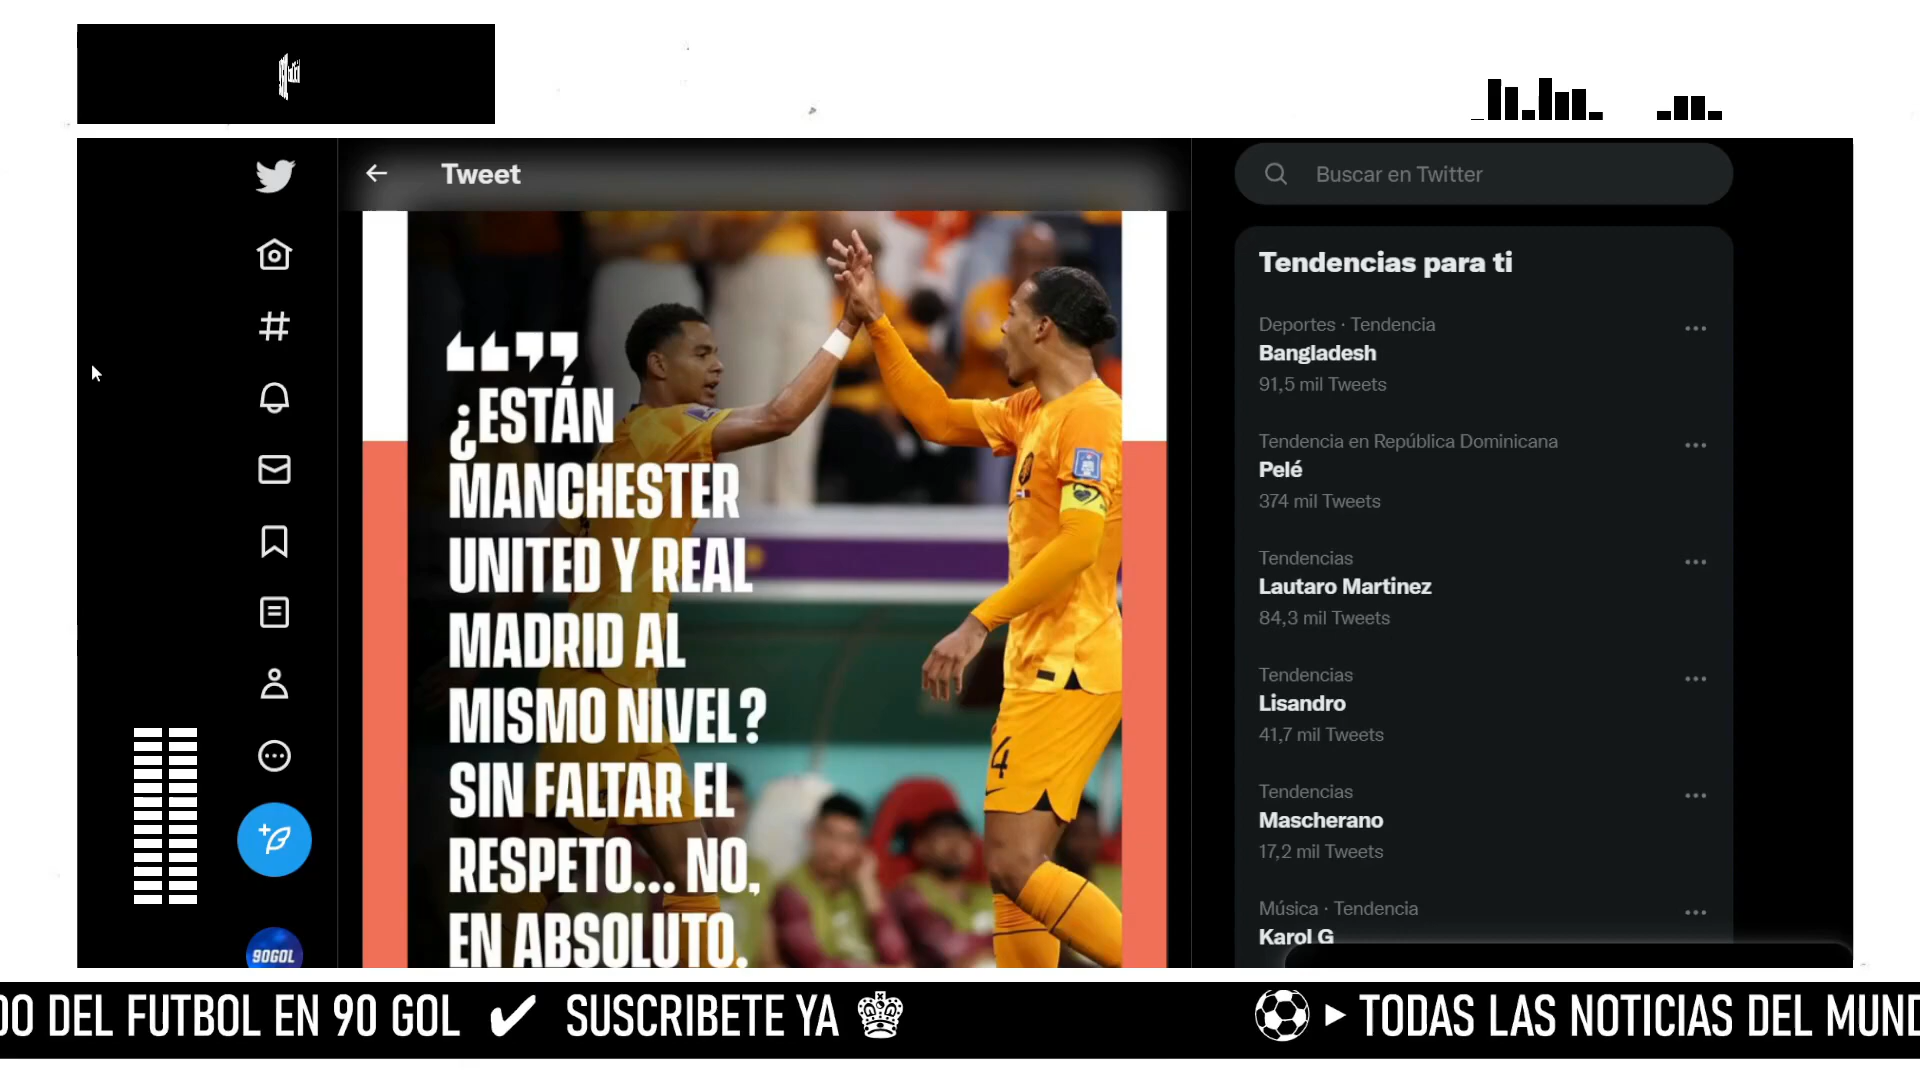 Tweet
““””
¿ESTÁN
MANCHESTER
UNITED Y REAL
MADRID AL
MISMO NIVEL?
SIN FALTAR EL
RESPETO... NO,
EN ABSOLUTO.
4
90GOL
Buscar en Twitter
Tendencias para ti
Deportes · Tendencia
Bangladesh
91,5 mil Tweets
Tendencia en República Dominicana
Pelé
374 mil Tweets
Tendencias
Lautaro Martinez
84,3 mil Tweets
Tendencias
Lisandro
41,7 mil Tweets
Tendencias
Mascherano
17,2 mil Tweets
Música · Tendencia
Karol G
DO DEL FUTBOL EN 90 GOL ✔ SUSCRIBETE YA ♚ ⚽ ► TODAS LAS NOTICIAS DEL MUND